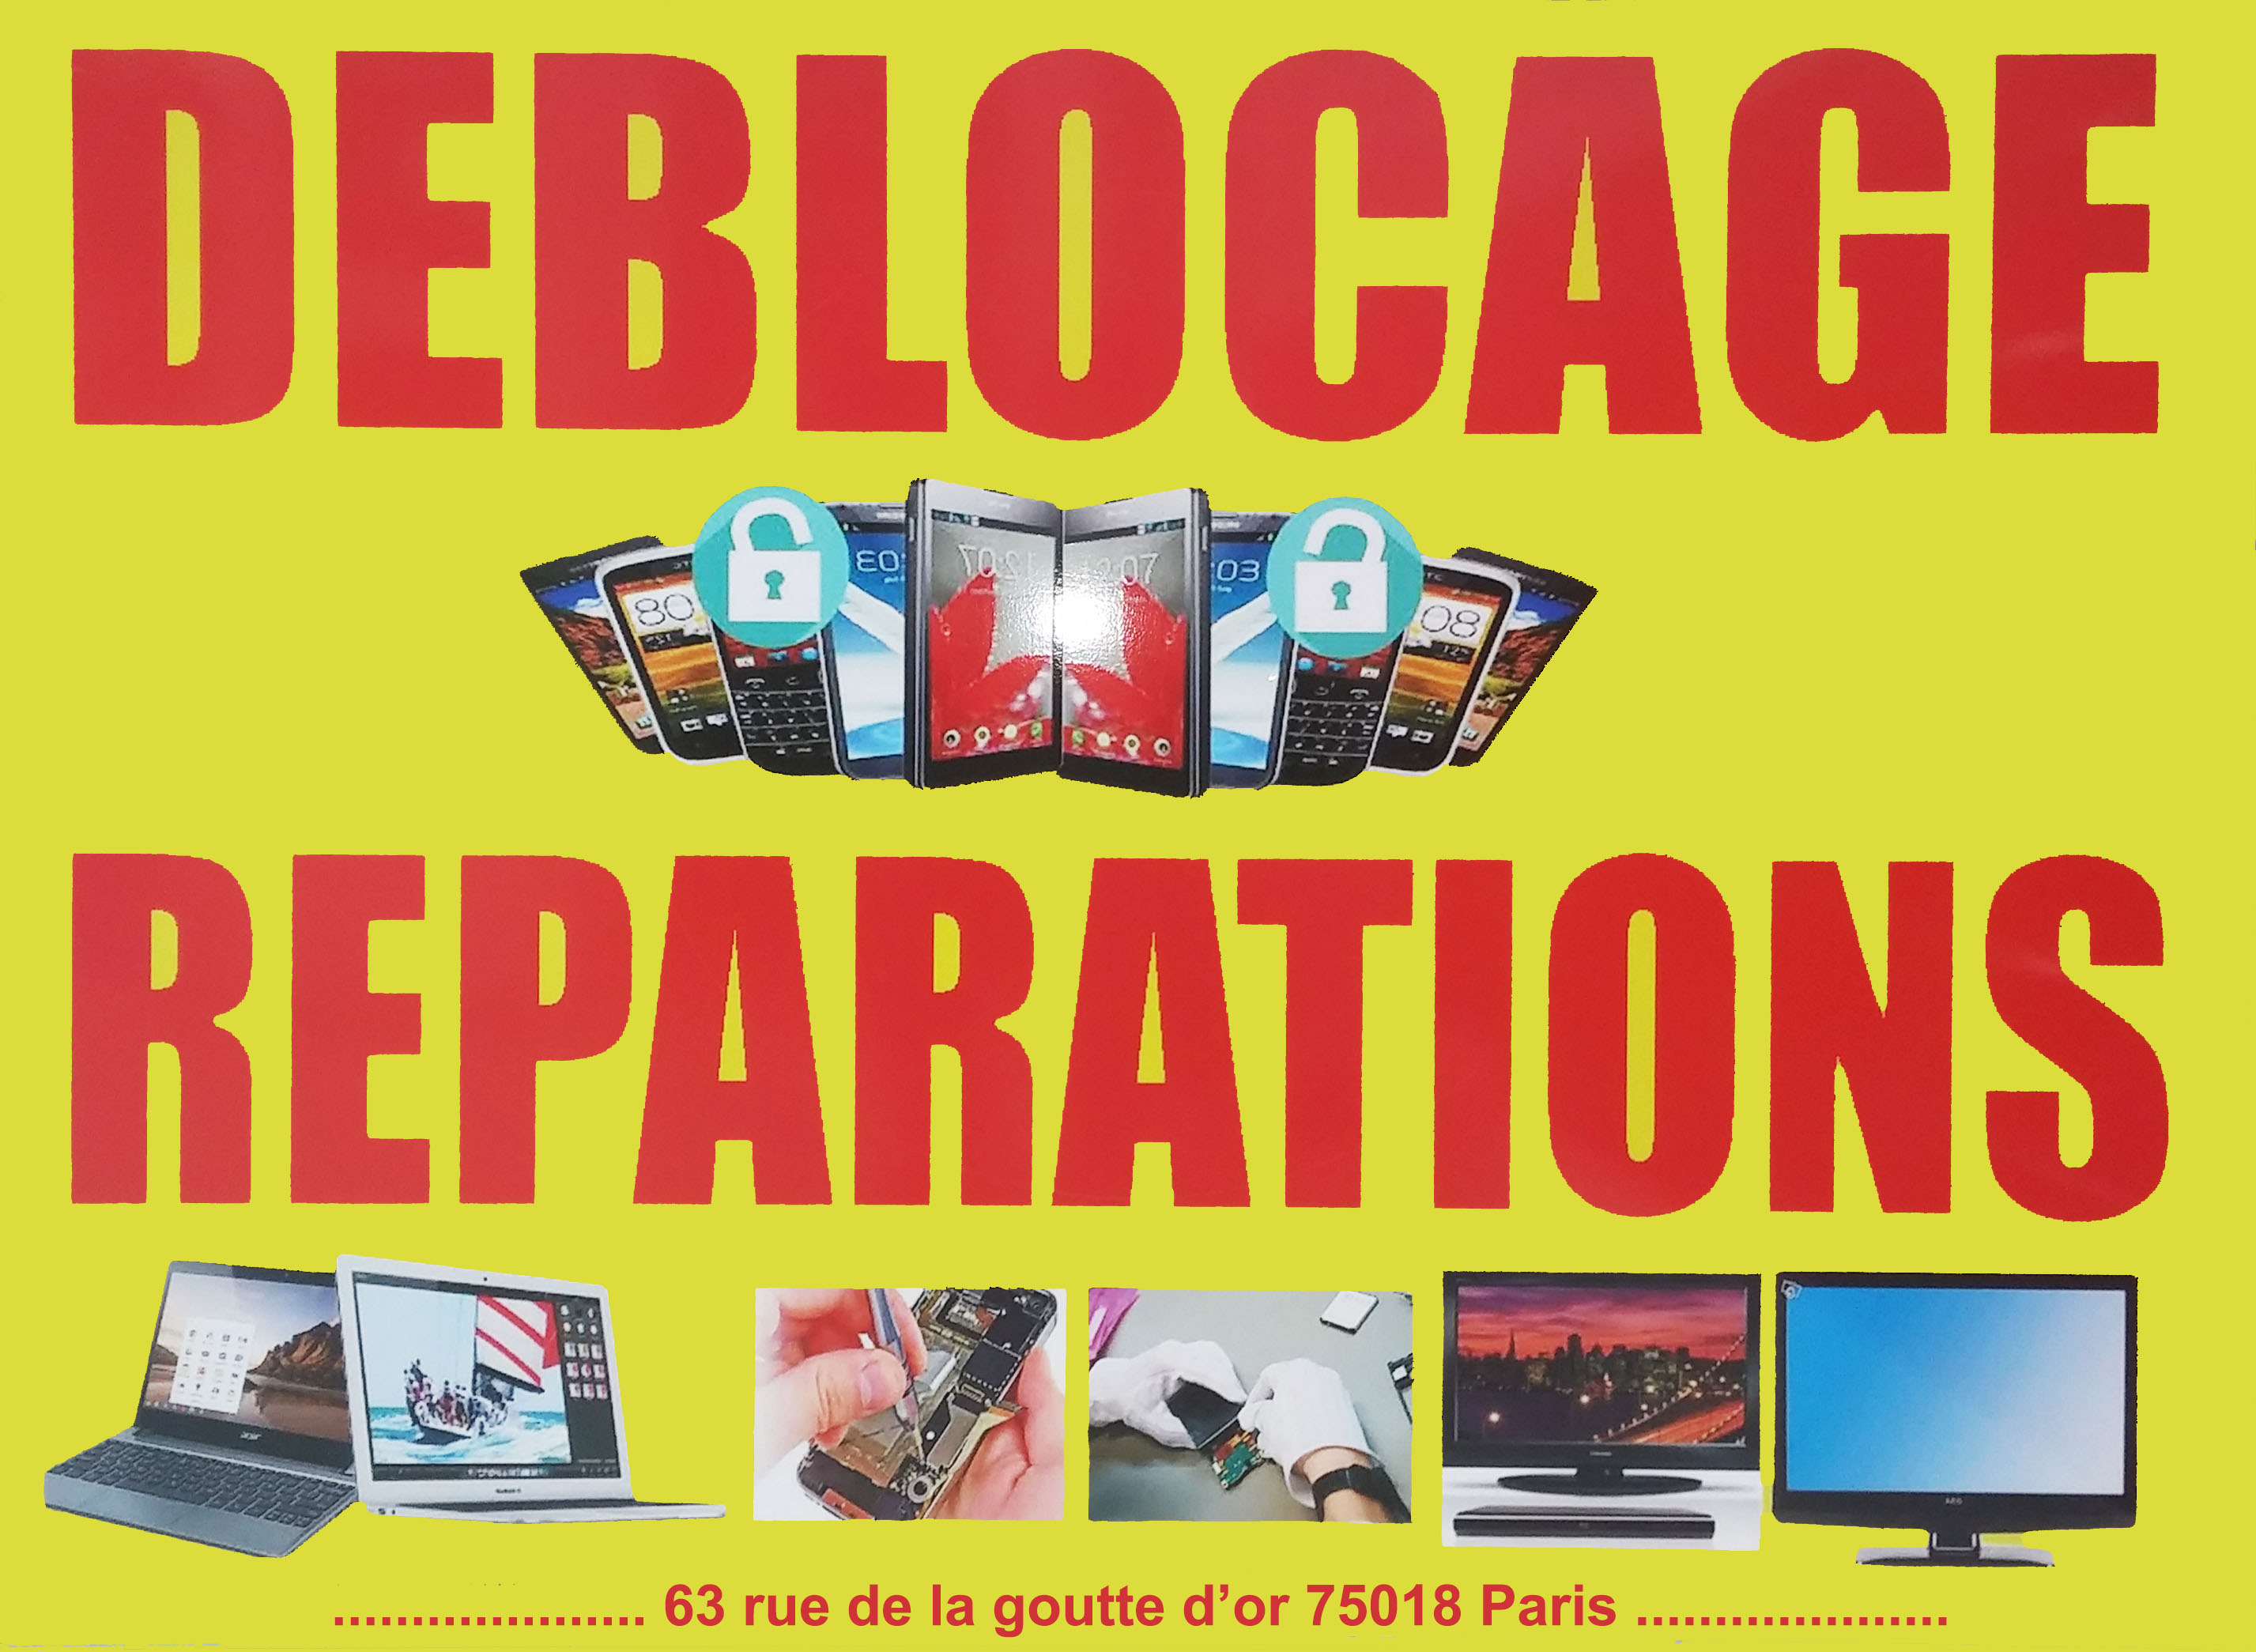 DEBLOCAGE
REPARATIONS
..................... 63 rue de la goutte d’or 75018 Paris .....................